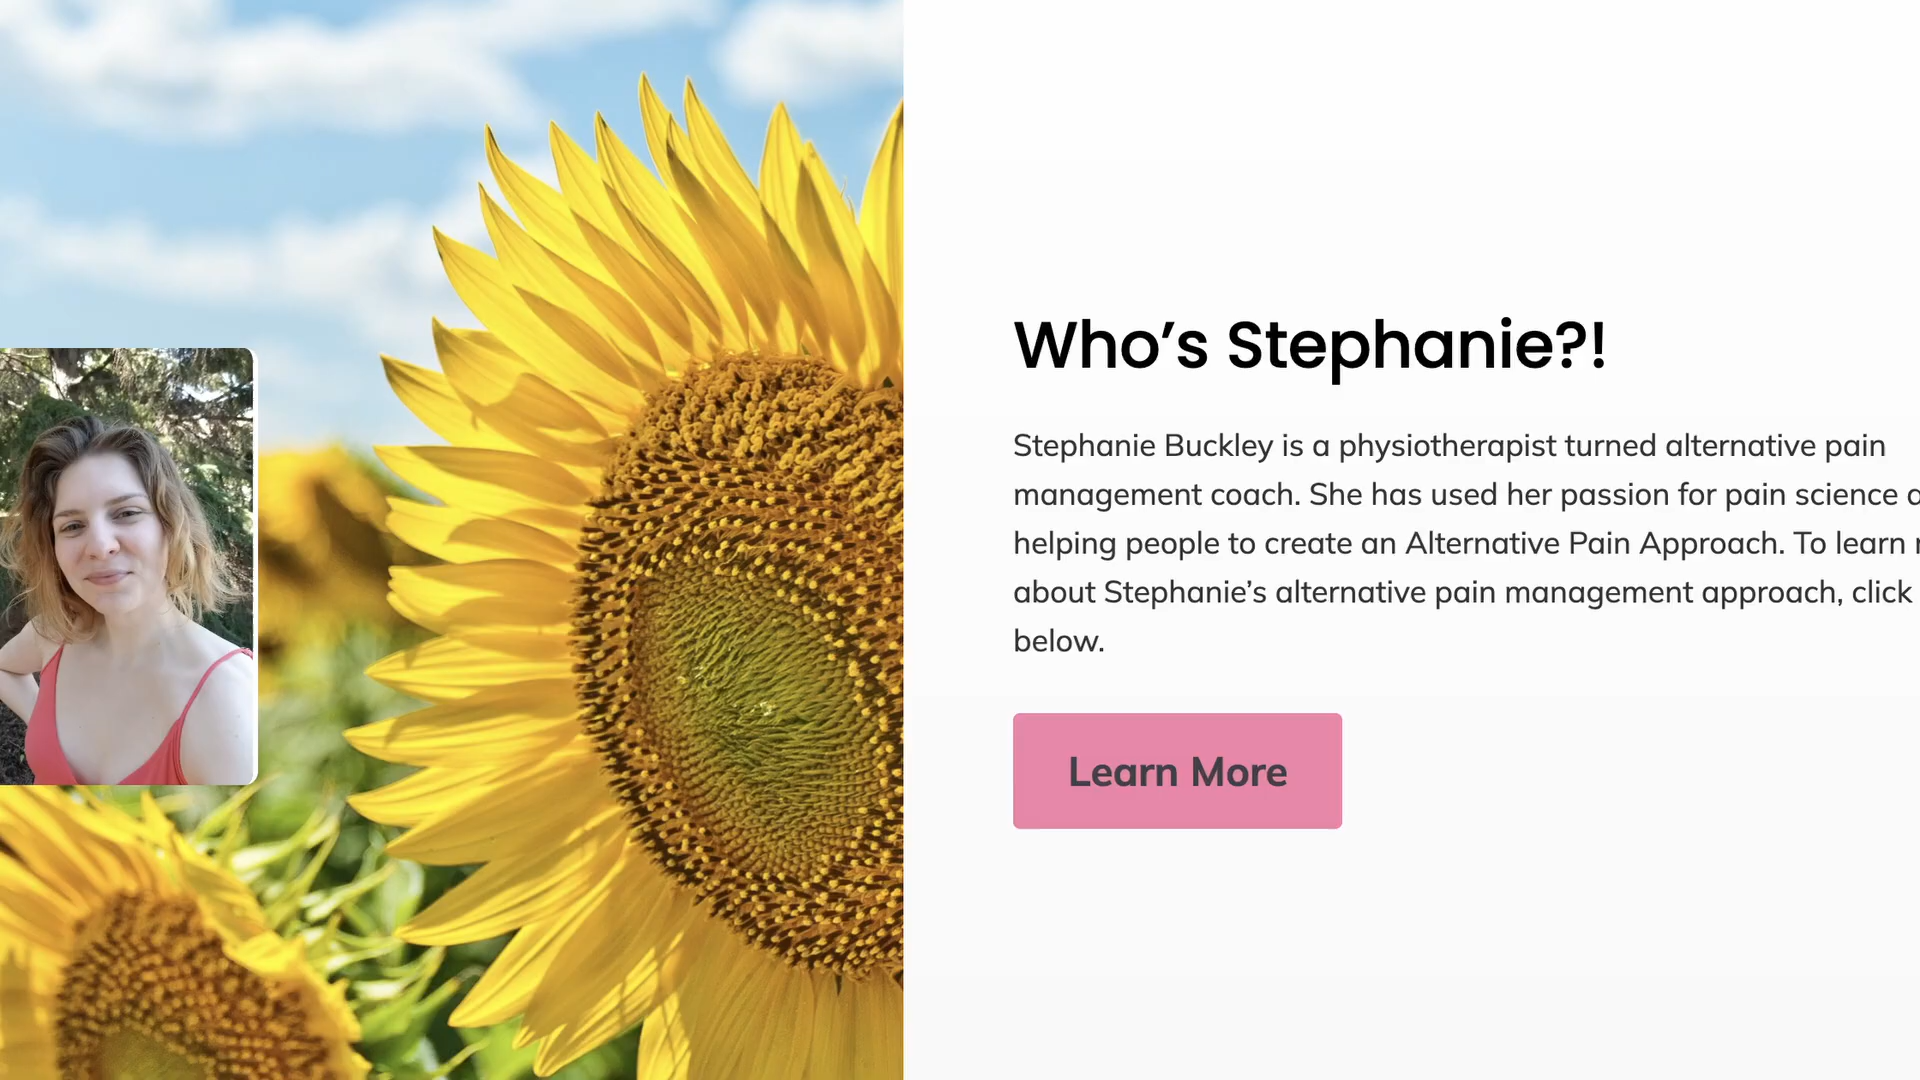 Who’s Stephanie?!
Stephanie Buckley is a physiotherapist turned alternative pain
management coach. She has used her passion for pain science
helping people to create an Alternative Pain Approach. To learn
about Stephanie’s alternative pain management approach, click
below.
Learn More